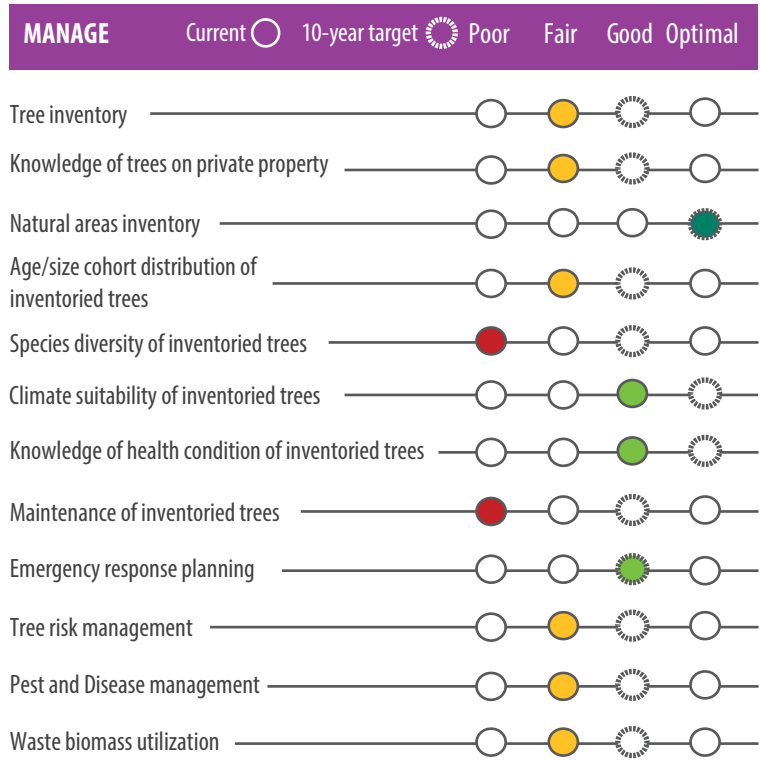 MANAGE Current 10-year target Poor Fair Good Optimal
Tree inventory
Knowledge of trees on private property
Natural areas inventory
Age/size cohort distribution of
inventoried trees
Species diversity of inventoried trees
Climate suitability of inventoried trees
Knowledge of health condition of inventoried trees
Maintenance of inventoried trees
Emergency response planning
Tree risk management
Pest and Disease management
Waste biomass utilization